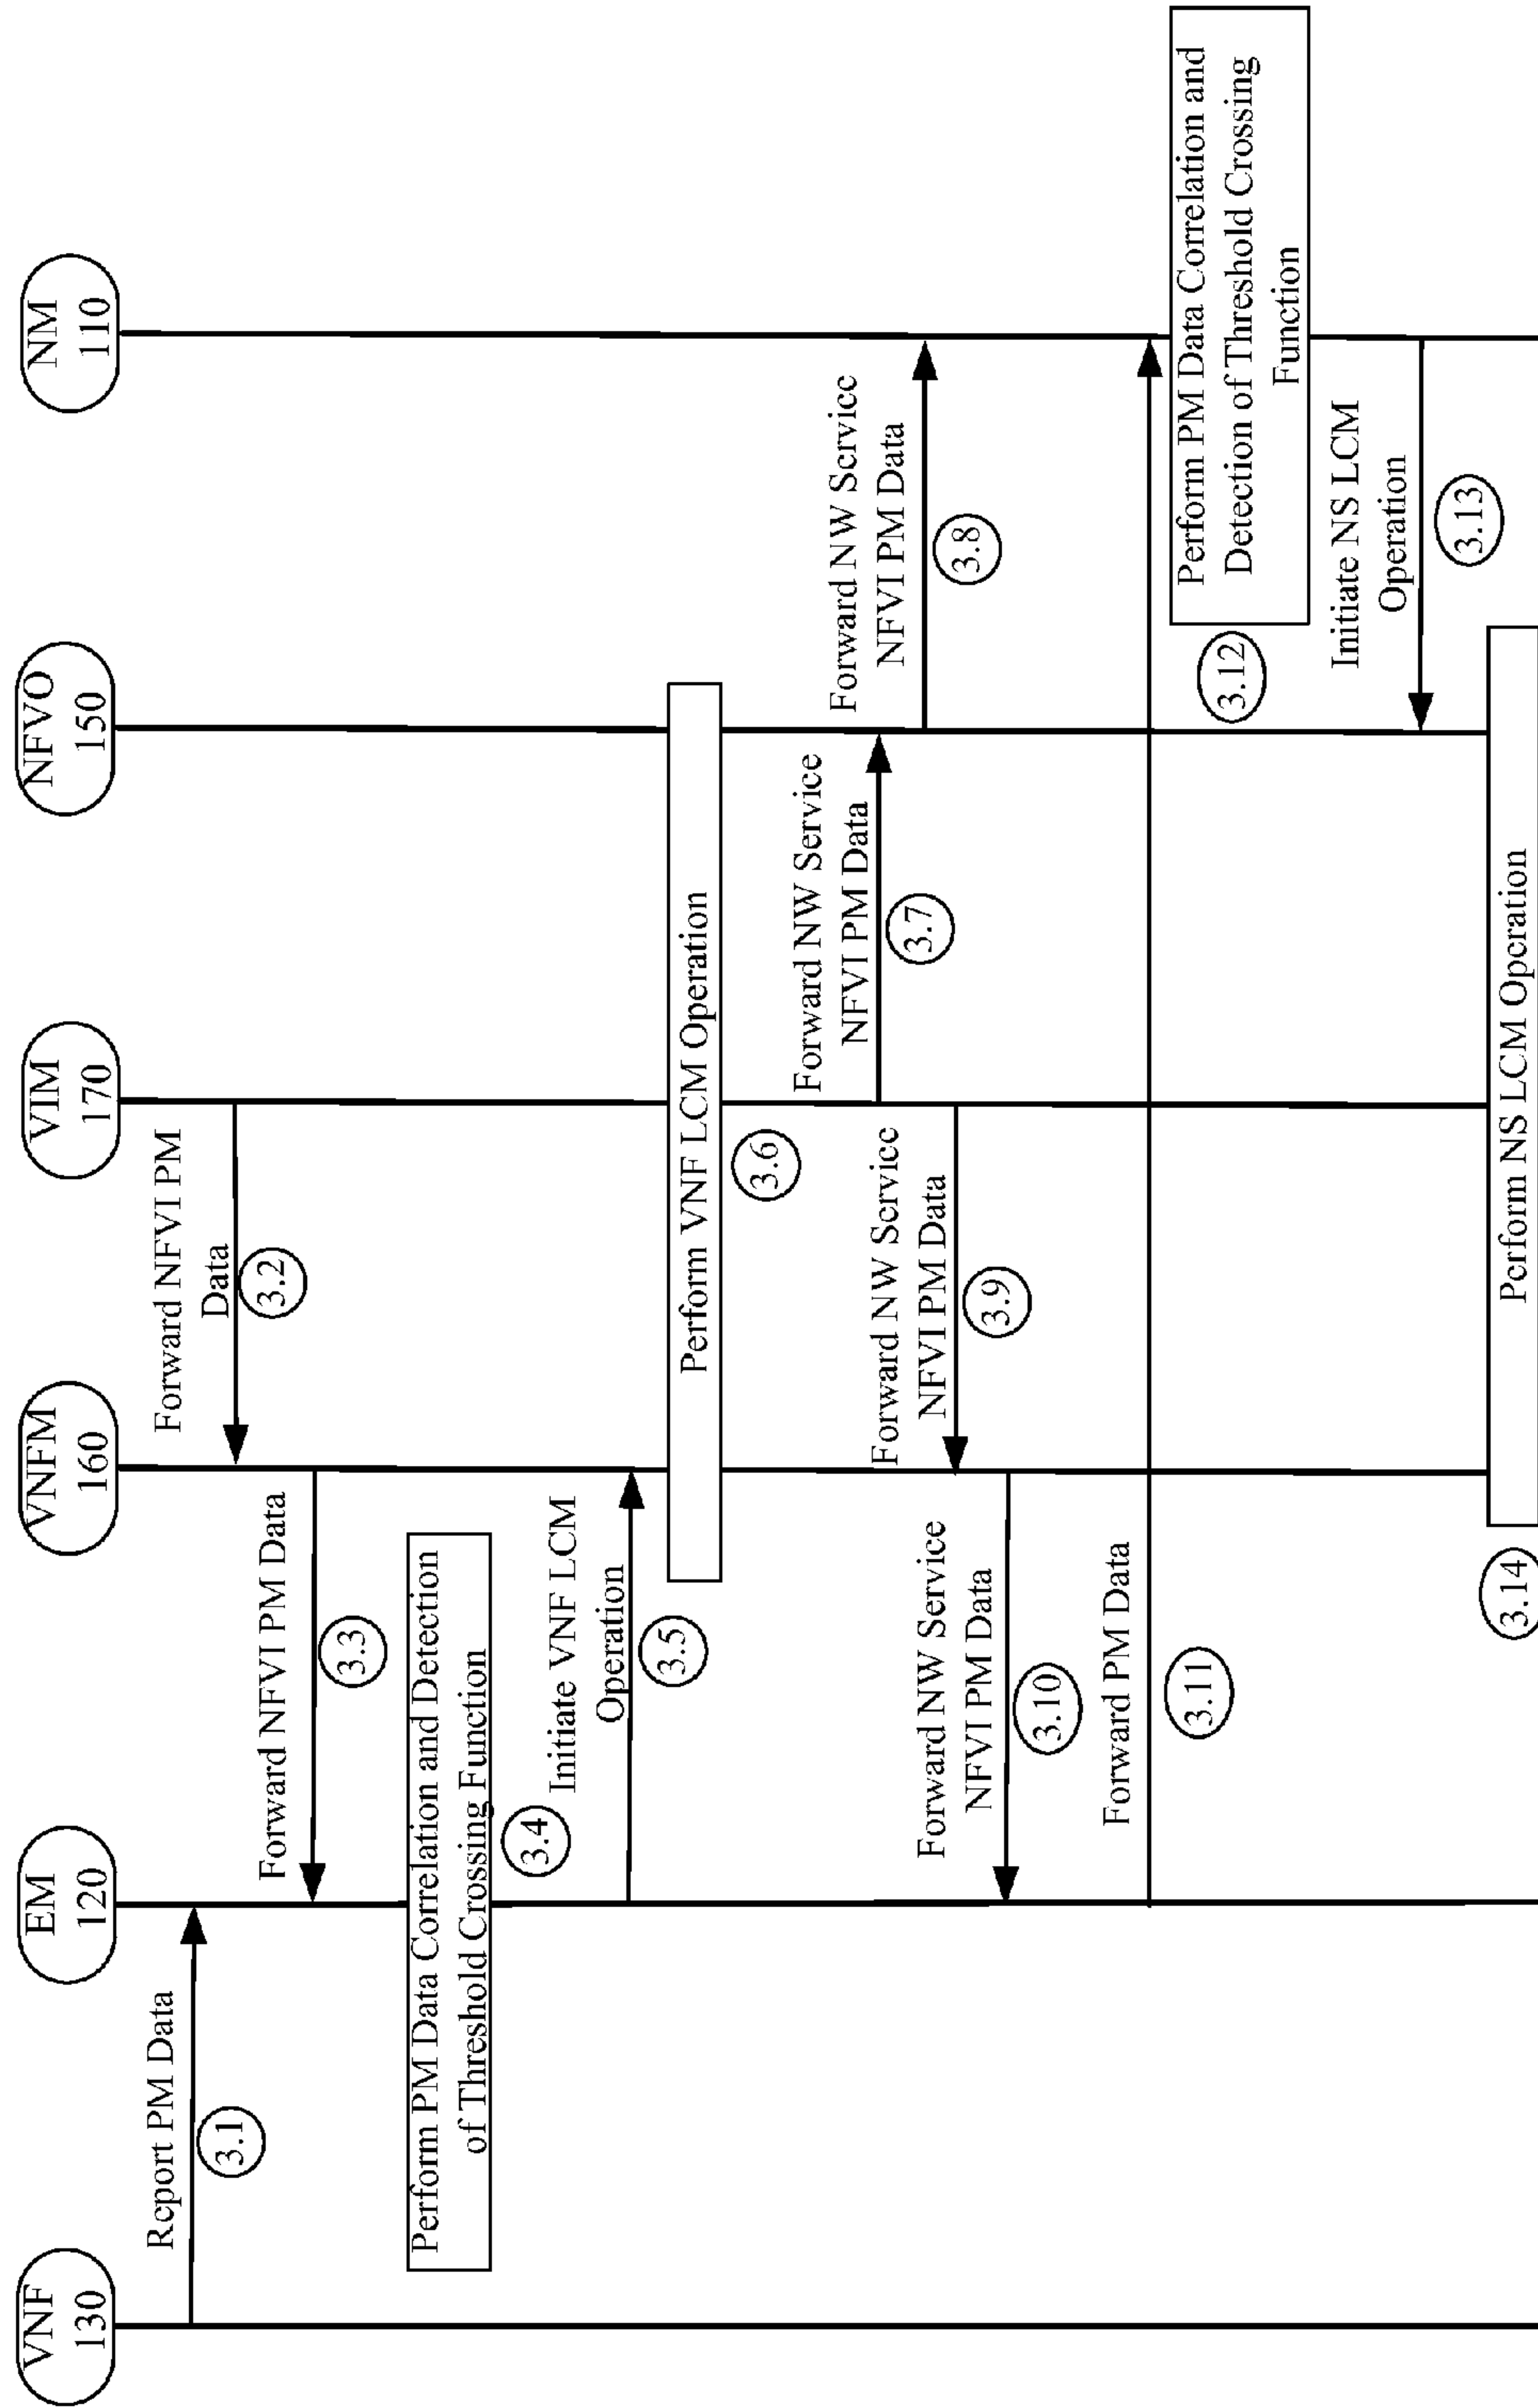 VNF
130
EM
120
VNFM
160
VIM
170
NFVO
150
NM
110
Report PM Data
3.1
Forward NFVI PM
Data
3.2
Forward NFVI PM Data
3.3
Perform PM Data Correlation and Detection
of Threshold Crossing Function
3.4
Initiate VNF LCM
Operation
3.5
Perform VNF LCM Operation
3.6
Forward NW Service
NFVI PM Data
3.7
Forward NW Service
NFVI PM Data
3.8
Forward NW Service
NFVI PM Data
3.9
Forward NW Service
NFVI PM Data
3.10
Forward PM Data
3.11
Perform PM Data Correlation and
Detection of Threshold Crossing
Function
3.12
Initiate NS LCM
Operation
3.13
Perform NS LCM Operation
3.14